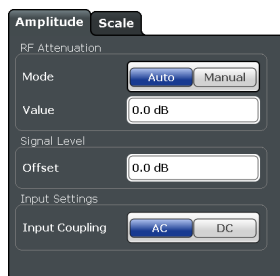 Amplitude Scale
RF Attenuation
Mode Auto Manual
Value 0.0 dB
Signal Level
Offset 0.0 dB
Input Settings
Input Coupling AC DC